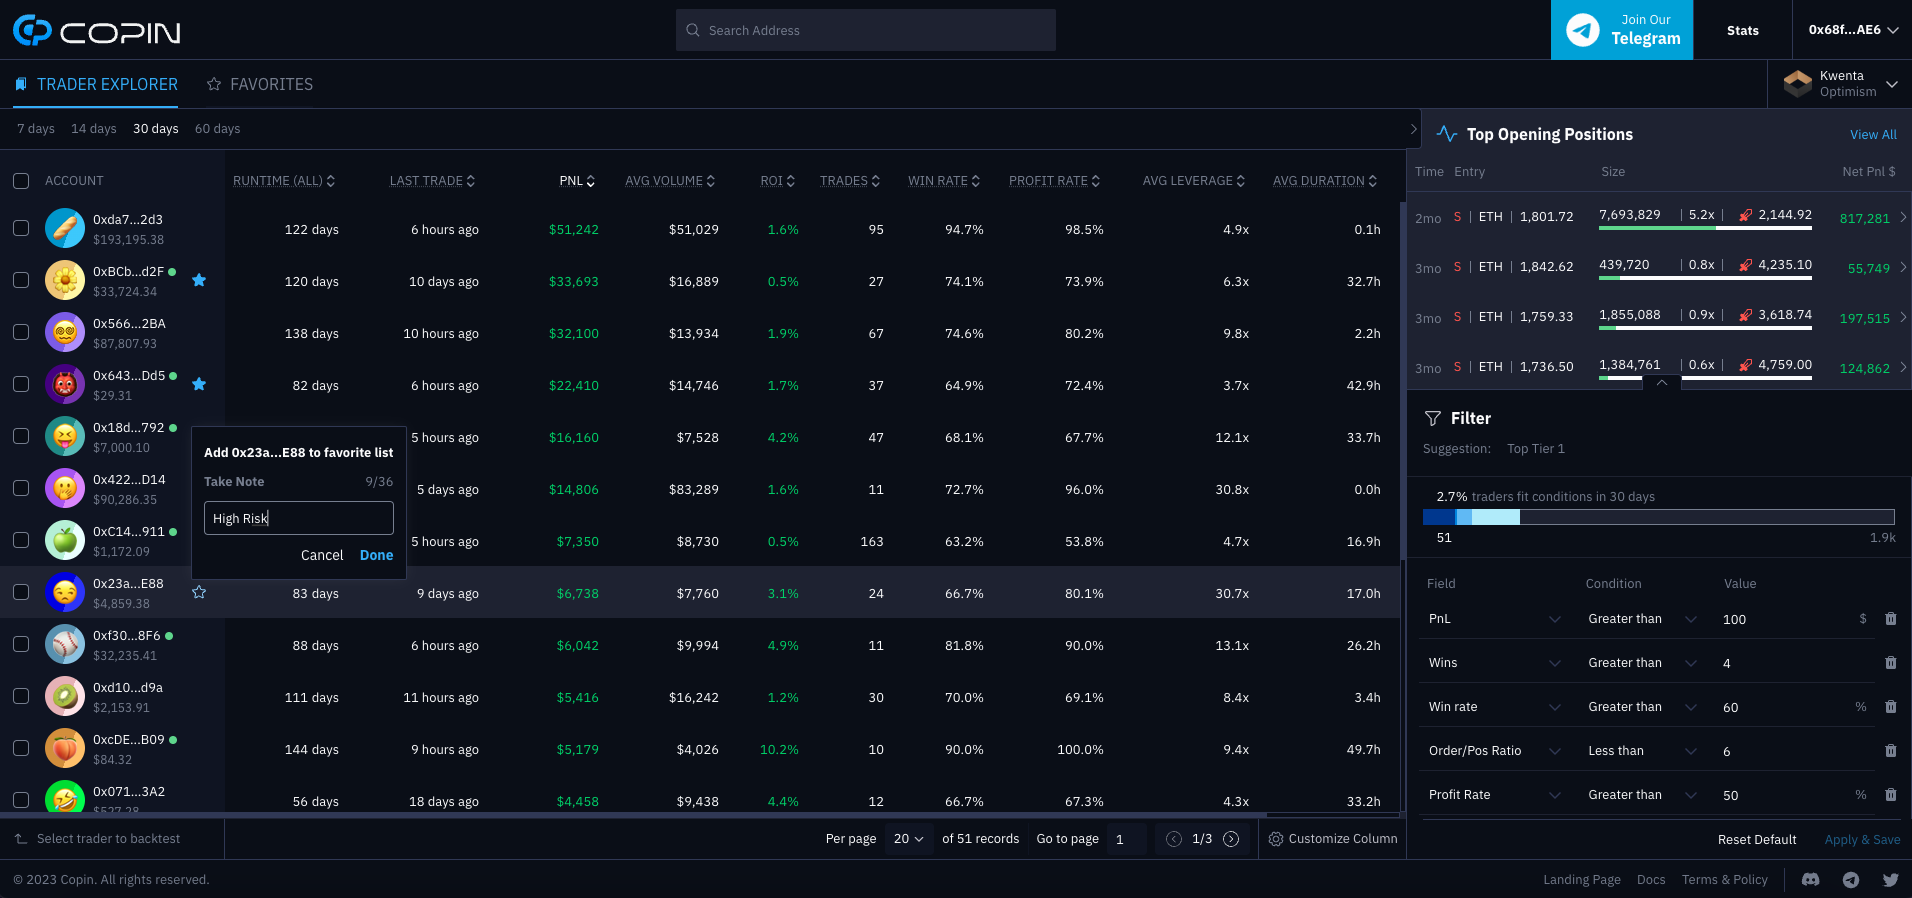 COPIN
Search Address
Join Our
Telegram
Stats
0x68f...AE6
TRADER EXPLORER
FAVORITES
Kwenta
Optimism
7 days 14 days 30 days 60 days
ACCOUNT RUNTIME (ALL) LAST TRADE PNL AVG VOLUME ROI TRADES WIN RATE PROFIT RATE AVG LEVERAGE AVG DURATION
0xda7...2d3
$193,195.38
122 days 6 hours ago $51,242 $51,029 1.6% 95 94.7% 98.5% 4.9x 0.1h
0xBCb...d2F
$33,724.34
120 days 10 days ago $33,693 $16,889 0.5% 27 74.1% 73.9% 6.3x 32.7h
0x566...2BA
$87,807.93
138 days 10 hours ago $32,100 $13,934 1.9% 67 74.6% 80.2% 9.8x 2.2h
0x643...Dd5
$29.31
82 days 6 hours ago $22,410 $14,746 1.7% 37 64.9% 72.4% 3.7x 42.9h
0x18d...792
$7,000.10
5 hours ago $16,160 $7,528 4.2% 47 68.1% 67.7% 12.1x 33.7h
0x422...D14
$90,286.35
5 days ago $14,806 $83,289 1.6% 11 72.7% 96.0% 30.8x 0.0h
0xC14...911
$1,172.09
5 hours ago $7,350 $8,730 0.5% 163 63.2% 53.8% 4.7x 16.9h
0x23a...E88
$4,859.38
83 days 9 days ago $6,738 $7,760 3.1% 24 66.7% 80.1% 30.7x 17.0h
0xf30...8F6
$32,235.41
88 days 6 hours ago $6,042 $9,994 4.9% 11 81.8% 90.0% 13.1x 26.2h
0xd10...d9a
$2,153.91
111 days 11 hours ago $5,416 $16,242 1.2% 30 70.0% 69.1% 8.4x 3.4h
0xcDE...B09
$84.32
144 days 9 hours ago $5,179 $4,026 10.2% 10 90.0% 100.0% 9.4x 49.7h
0x071...3A2
$527.28
56 days 18 days ago $4,458 $9,438 4.4% 12 66.7% 67.3% 4.3x 33.2h
Add 0x23a...E88 to favorite list
Take Note 9/36
High Risk
Cancel Done
Select trader to backtest
Per page 20 of 51 records Go to page 1 1/3
Customize Column
Top Opening Positions View All
Time Entry Size Net Pnl $
2mo S | ETH | 1,801.72 7,693,829 | 5.2x | 2,144.92 817,281
3mo S | ETH | 1,842.62 439,720 | 0.8x | 4,235.10 55,749
3mo S | ETH | 1,759.33 1,855,088 | 0.9x | 3,618.74 197,515
3mo S | ETH | 1,736.50 1,384,761 | 0.6x | 4,759.00 124,862
Filter
Suggestion: Top Tier 1
2.7% traders fit conditions in 30 days
51 1.9k
Field Condition Value
PnL Greater than 100 $
Wins Greater than 4
Win rate Greater than 60 %
Order/Pos Ratio Less than 6
Profit Rate Greater than 50 %
Reset Default Apply & Save
© 2023 Copin. All rights reserved.
Landing Page Docs Terms & Policy